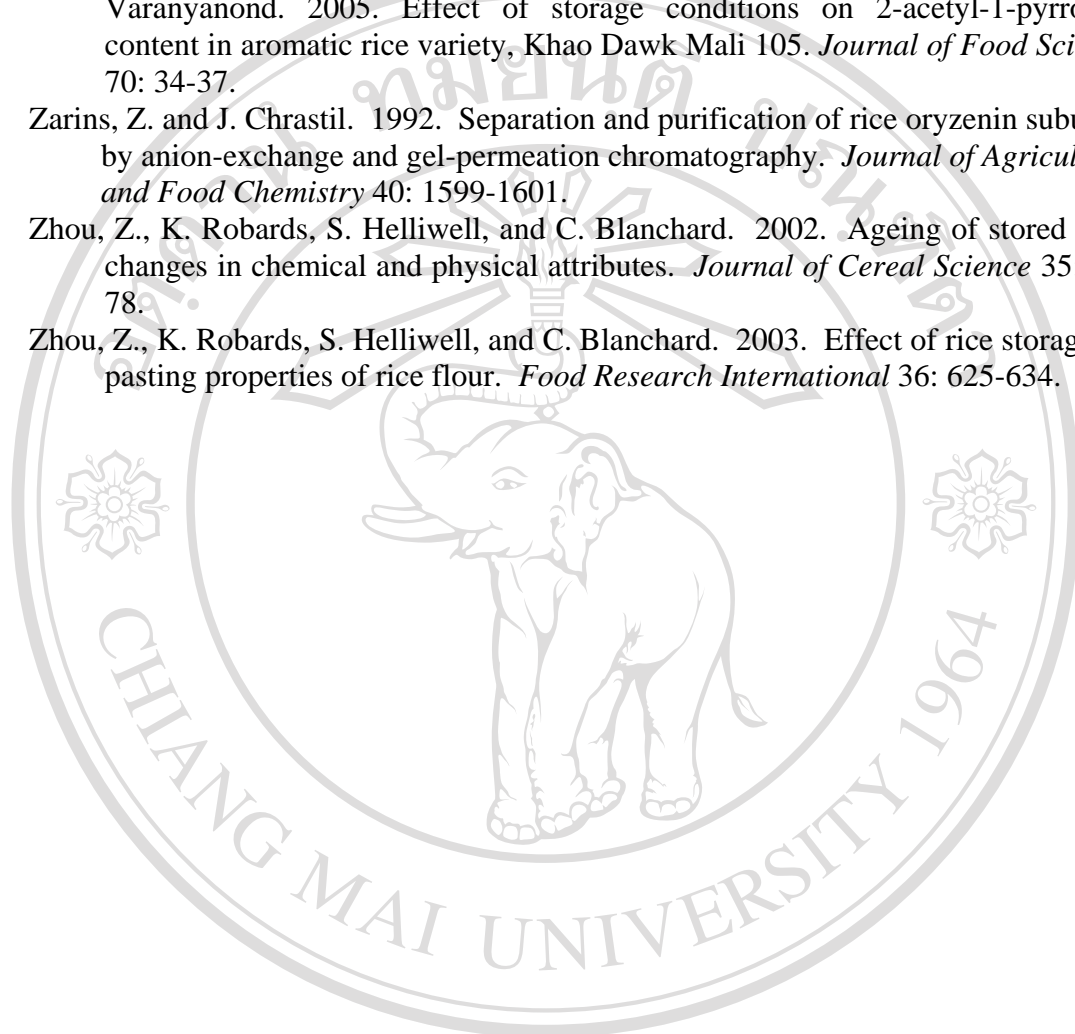 Varanyanond. 2005. Effect of storage conditions on 2-acetyl-1-pyrro
content in aromatic rice variety, Khao Dawk Mali 105. Journal of Food Sci
70: 34-37.
Zarins, Z. and J. Chrastil. 1992. Separation and purification of rice oryzenin subu
by anion-exchange and gel-permeation chromatography. Journal of Agricul
and Food Chemistry 40: 1599-1601.
Zhou, Z., K. Robards, S. Helliwell, and C. Blanchard. 2002. Ageing of stored
changes in chemical and physical attributes. Journal of Cereal Science 35
78.
Zhou, Z., K. Robards, S. Helliwell, and C. Blanchard. 2003. Effect of rice storag
pasting properties of rice flour. Food Research International 36: 625-634.
CHIANG MAI UNIVERSITY 1964